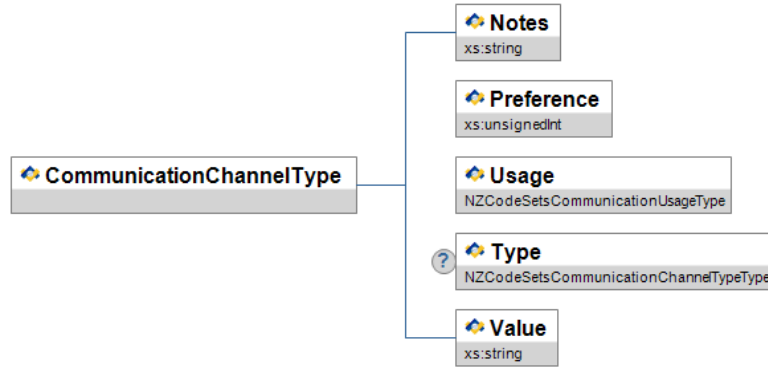 Notes
xs:string
Preference
xs:unsignedInt
CommunicationChannelType
Usage
NZCodeSetsCommunicationUsageType
?
Type
NZCodeSetsCommunicationChannelTypeType
Value
xs:string